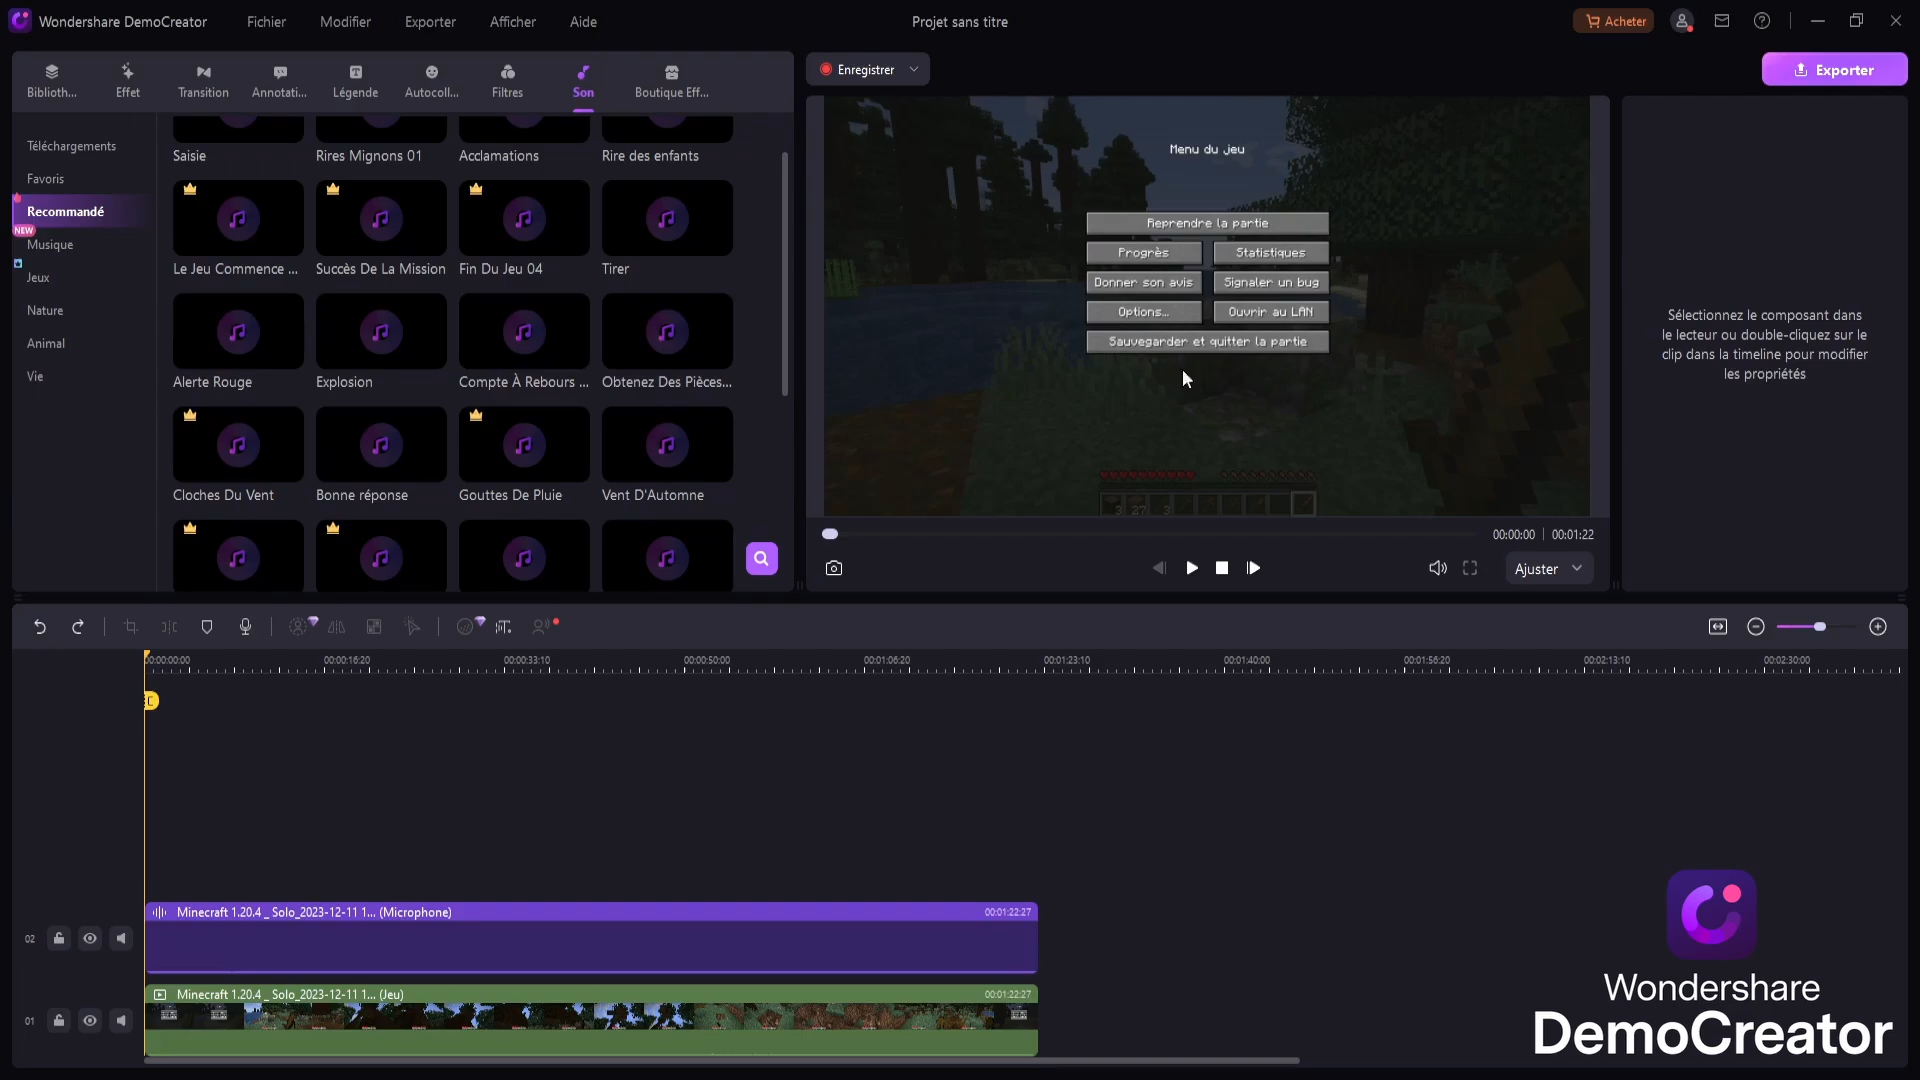 Wondershare DemoCreator
Fichier
Modifier
Exporter
Afficher
Aide
Projet sans titre
Acheter
Biblioth...
Effet
Transition
Annotati...
Légende
Autocoll...
Filtres
Son
Boutique Eff...
Enregistrer
Exporter
Téléchargements
Favoris
Recommandé
NEW
Musique
Jeux
Nature
Animal
Vie
Saisie
Rires Mignons 01
Acclamations
Rire des enfants
Le Jeu Commence ...
Succès De La Mission
Fin Du Jeu 04
Tirer
Alerte Rouge
Explosion
Compte À Rebours ...
Obtenez Des Pièces...
Cloches Du Vent
Bonne réponse
Gouttes De Pluie
Vent D'Automne
Menu du jeu
Reprendre la partie
Progrès
Statistiques
Donner son avis
Signaler un bug
Options...
Ouvrir au LAN
Sauvegarder et quitter la partie
3 27 3
00:00:00 | 00:01:22
Ajuster
Sélectionnez le composant dans
le lecteur ou double-cliquez sur le
clip dans la timeline pour modifier
les propriétés
00:00:00:00
00:00:16:20
00:00:33:10
00:00:50:00
00:01:06:20
00:01:23:10
00:01:40:00
00:01:56:20
00:02:13:10
00:02:30:00
02
Minecraft 1.20.4 _ Solo_2023-12-11 1... (Microphone)
00:01:22:27
01
Minecraft 1.20.4 _ Solo_2023-12-11 1... (Jeu)
00:01:22:27
Wondershare
DemoCreator